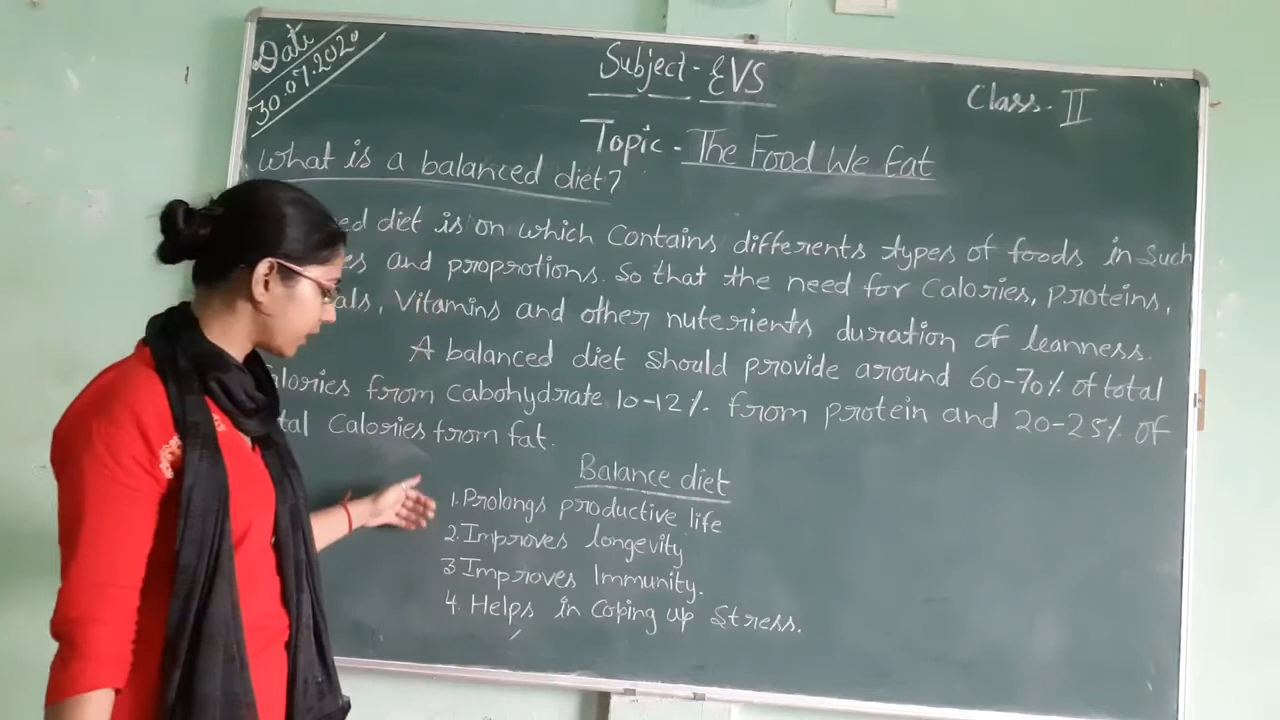 Date
30.07.2020
Subject - EVS
Class - II
Topic - The Food We Eat
What is a balanced diet?
ed diet is on which Contains differents types of foods in Such
es and proprotions. So that the need for Calories, proteins,
als, Vitamins and other nuterients duration of leanness.
A balanced diet should provide around 60-70% of total
alories from Cabohydrate 10-12% from protein and 20-25% of
tal Calories from fat.
Balance diet
1. Prolongs productive life
2. Improves longevity
3 Improves Immunity.
4. Helps in Coping up Stress.